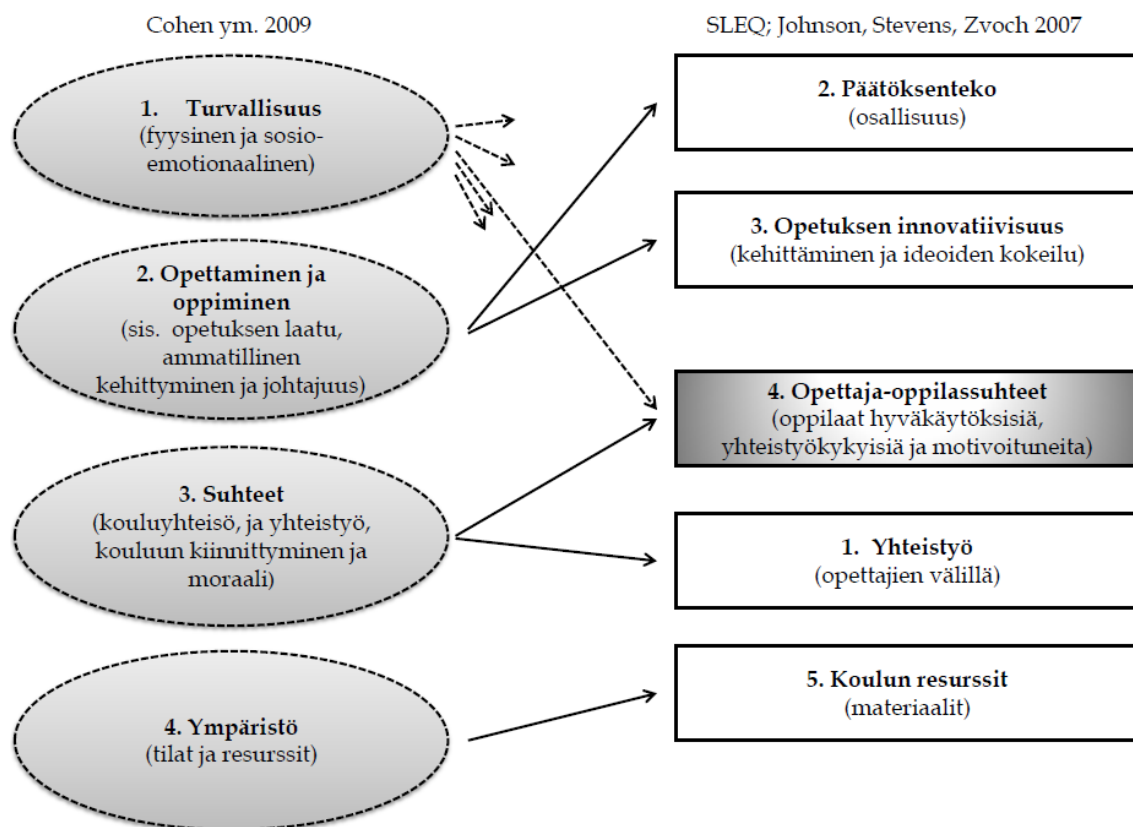 Cohen ym. 2009
1. Turvallisuus
(fyysinen ja sosio-
emotionaalinen)
2. Opettaminen ja
oppiminen
(sis. opetuksen laatu,
ammatillinen
kehittyminen ja johtajuus)
3. Suhteet
(kouluyhteisö, ja yhteistyö,
kouluun kiinnittyminen ja
moraali)
4. Ympäristö
(tilat ja resurssit)
SLEQ; Johnson, Stevens, Zvoch 2007
2. Päätöksenteko
(osallisuus)
3. Opetuksen innovatiivisuus
(kehittäminen ja ideoiden kokeilu)
4. Opettaja-oppilassuhteet
(oppilaat hyväkäytöksisiä,
yhteistyökykyisiä ja motivoituneita)
1. Yhteistyö
(opettajien välillä)
5. Koulun resurssit
(materiaalit)